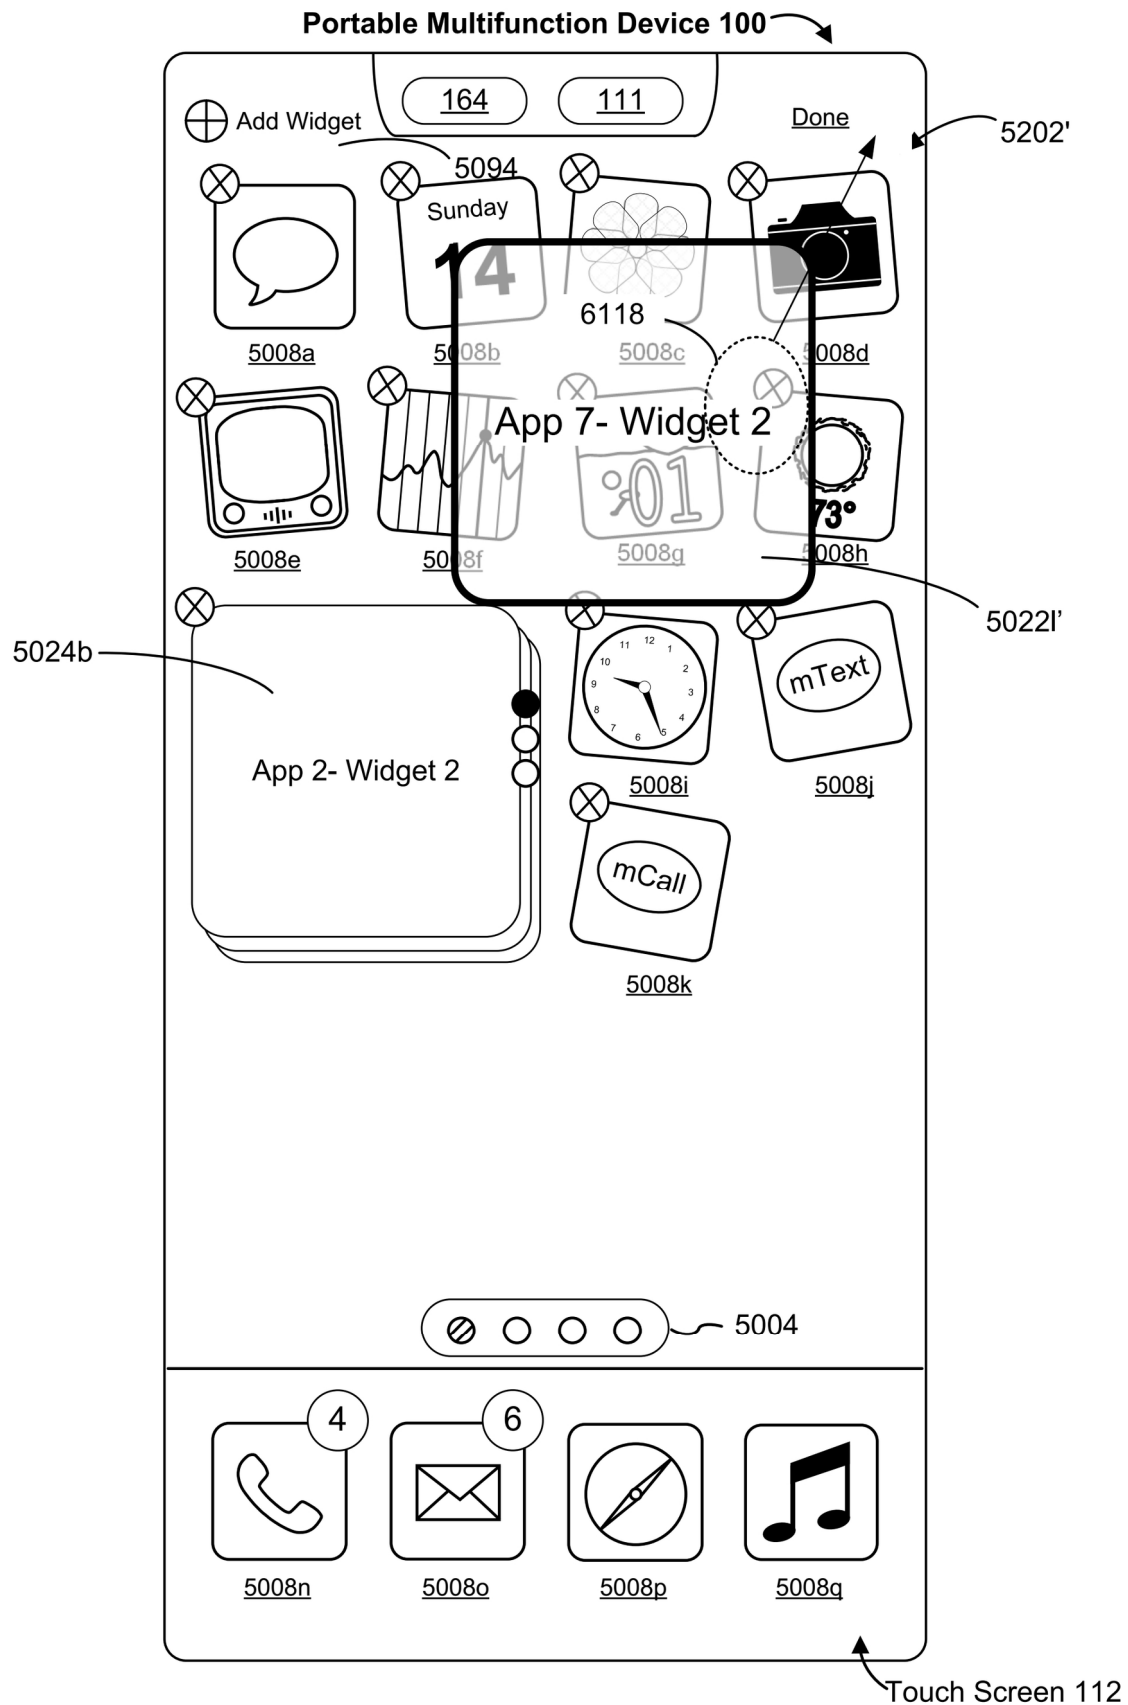 Portable Multifunction Device 100
164 111
Add Widget
Done
5202'
5094
Sunday
14
6118
5008a 5008b 5008c 5008d
App 7- Widget 2
:01
73°
5008e 5008f 5008g 5008h
5022l’
5024b
12
11 1
10 2
9 3
8 4
7 5
6
mText
App 2- Widget 2
5008i 5008j
mCall
5008k
5004
4 6
5008n 5008o 5008p 5008q
Touch Screen 112